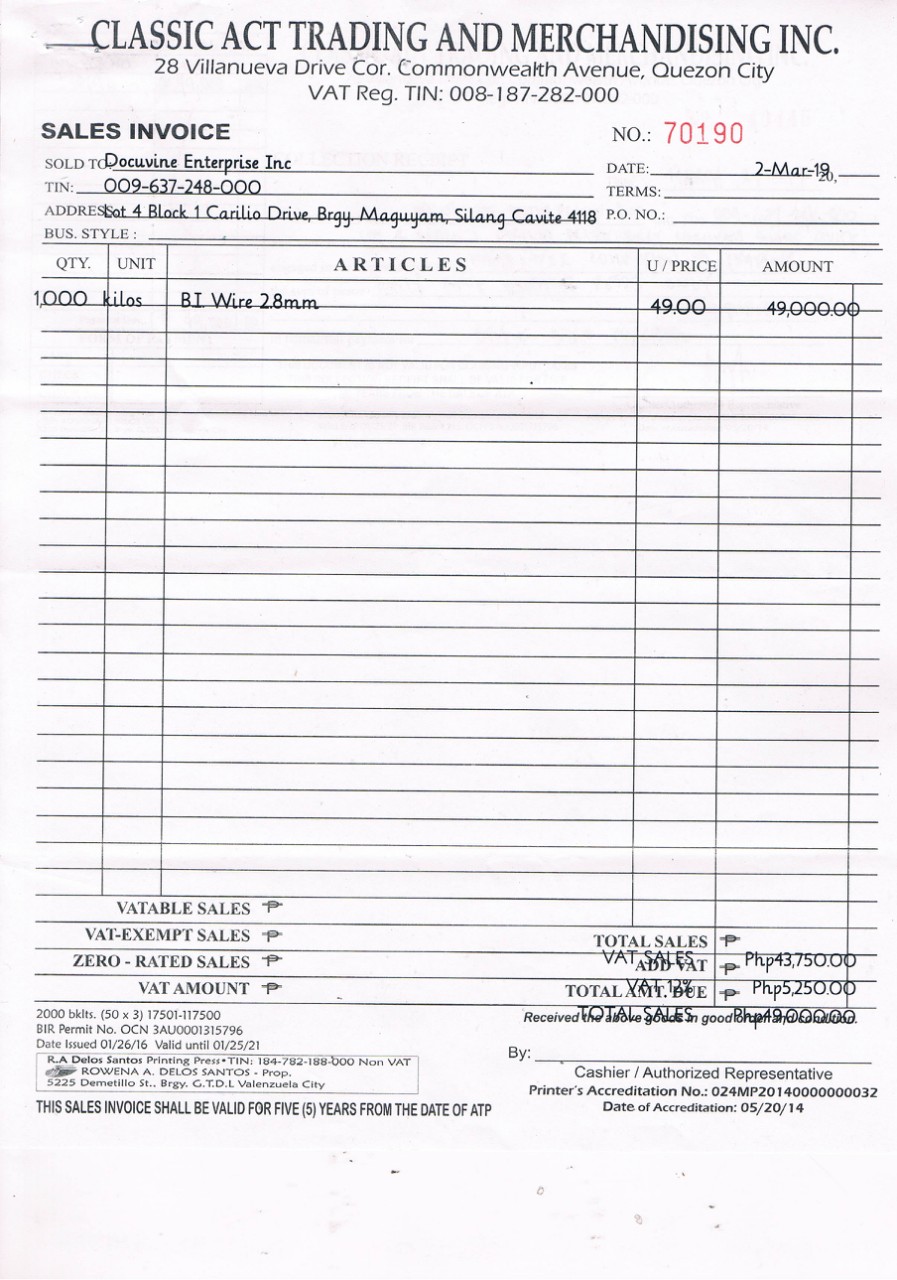 CLASSIC ACT TRADING AND MERCHANDISING INC.
28 Villanueva Drive Cor. Commonwealth Avenue, Quezon City
VAT Reg. TIN: 008-187-282-000
SALES INVOICE NO.: 70190
SOLD TO Docuvine Enterprise Inc DATE: 2-Mar-19 20,
TIN: 009-637-248-000 TERMS:
ADDRESS Lot 4 Block 1 Carilio Drive, Brgy. Maguyam, Silang Cavite 4118 P.O. NO.:
BUS. STYLE :
QTY. UNIT ARTICLES U / PRICE AMOUNT
1,000 kilos B.I. Wire 2.8mm 49.00 49,000.00
VATABLE SALES ₱
VAT-EXEMPT SALES ₱ TOTAL SALES ₱
VAT SALES Php43,750.00
ZERO - RATED SALES ₱ ADD VAT ₱
VAT 12% Php5,250.00
VAT AMOUNT ₱ TOTAL AMT. DUE ₱
TOTAL SALES Php49,000.00
Received the above goods in good order and condition.
2000 bklts. (50 x 3) 17501-117500
BIR Permit No. OCN 3AU0001315796
Date Issued 01/26/16 Valid until 01/25/21
R.A Delos Santos Printing Press•TIN: 184-782-188-000 Non VAT
ROWENA A. DELOS SANTOS - Prop.
5225 Demetillo St., Brgy. G.T.D.L Valenzuela City
By:
Cashier / Authorized Representative
Printer's Accreditation No.: 024MP20140000000032
Date of Accreditation: 05/20/14
THIS SALES INVOICE SHALL BE VALID FOR FIVE (5) YEARS FROM THE DATE OF ATP